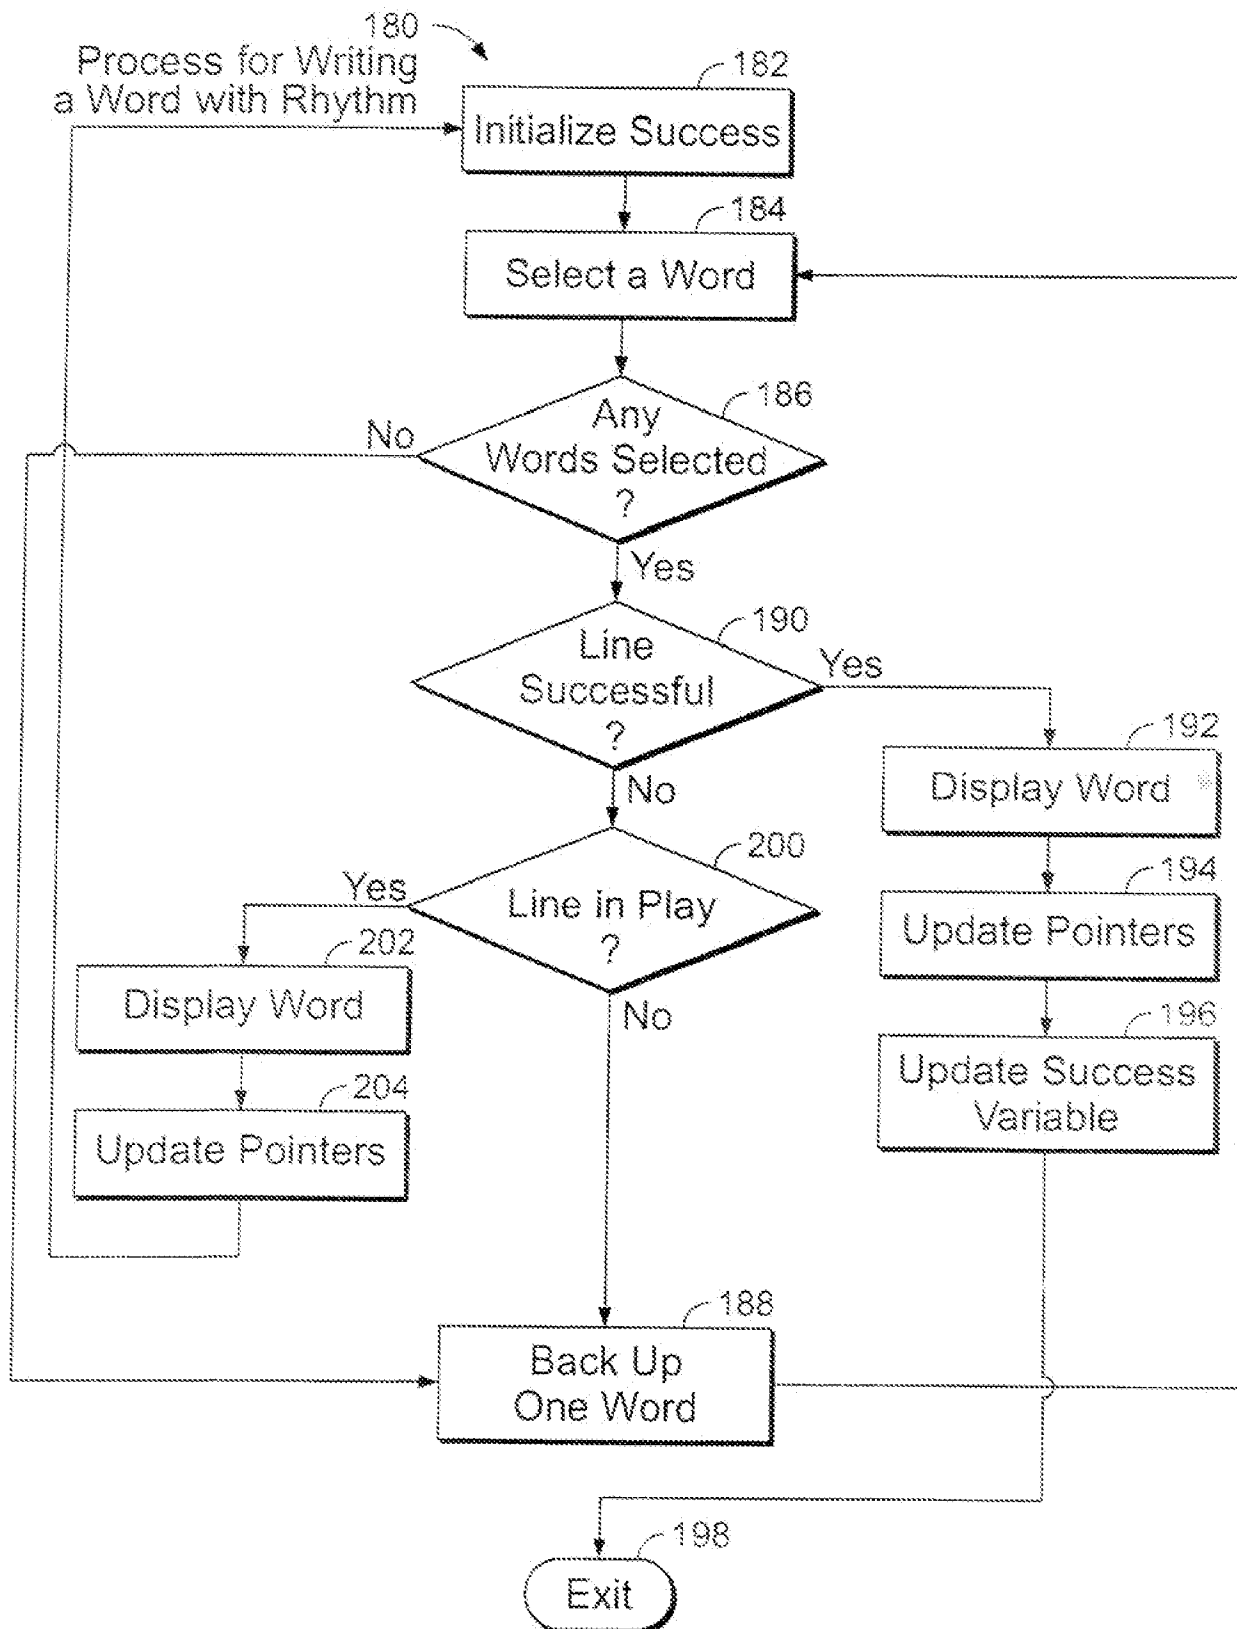 180
Process for Writing
a Word with Rhythm
182
Initialize Success
184
Select a Word
186
Any
Words Selected
?
No
Yes
190
Line
Successful
?
Yes
No
192
Display Word
194
Update Pointers
196
Update Success
Variable
200
Line in Play
?
Yes
No
202
Display Word
204
Update Pointers
188
Back Up
One Word
198
Exit